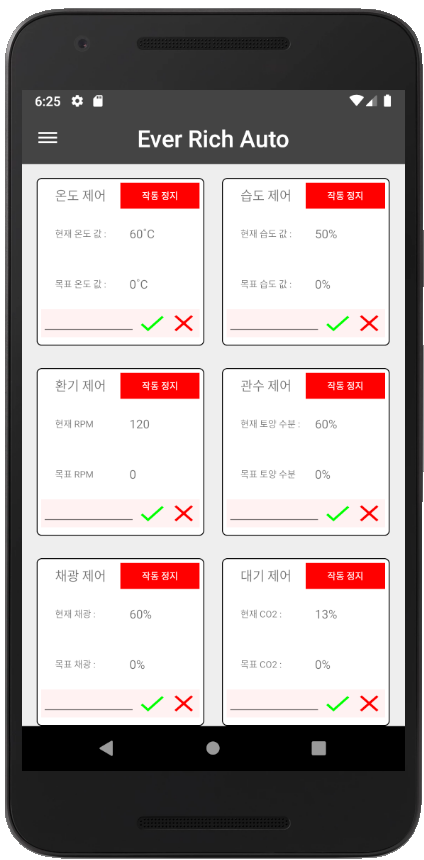 6:25
Ever Rich Auto
온도 제어 작동 정지
현재 온도 값 : 60˚C
목표 온도 값 : 0˚C
습도 제어 작동 정지
현재 습도 값 : 50%
목표 습도 값 : 0%
환기 제어 작동 정지
현재 RPM 120
목표 RPM 0
관수 제어 작동 정지
현재 토양 수분 : 60%
목표 토양 수분 0%
채광 제어 작동 정지
현재 채광 : 60%
목표 채광 : 0%
대기 제어 작동 정지
현재 CO2 : 13%
목표 CO2 : 0%